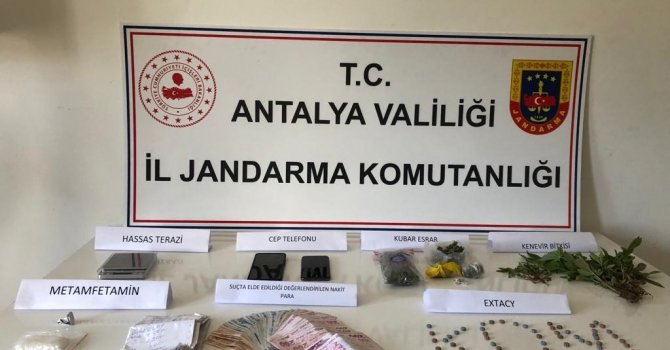 T.C.
ANTALYA VALİLİĞİ
İL JANDARMA KOMUTANLIĞI
JANDARMA
HASSAS TERAZİ
CEP TELEFONU
KUBAR ESRAR
KENEVİR BİTKİSİ
METAMFETAMİN
SUÇTA ELDE EDİLDİĞİ DEĞERLENDİRİLEN NAKİT
PARA
EXTACY